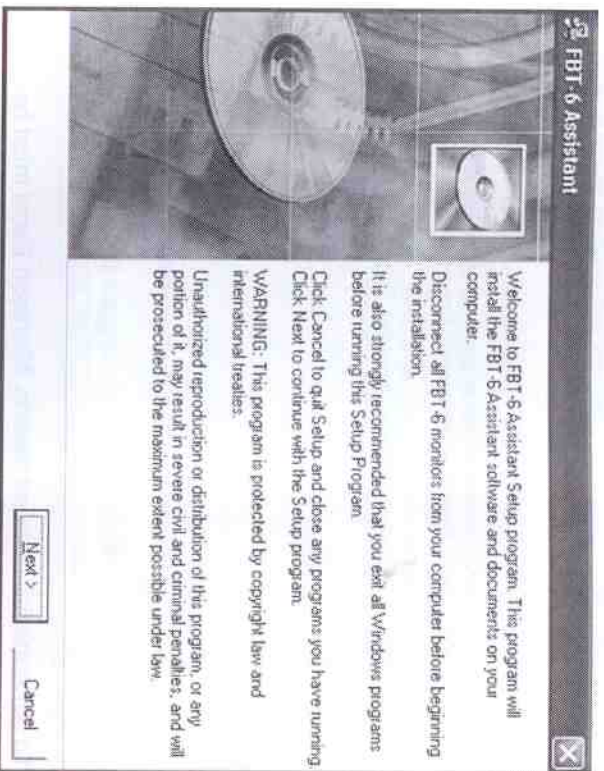 FBT-6 Assistant
Welcome to FBT-6 Assistant Setup program. This program will
install the FBT-6 Assistant software and documents on your
computer.
Disconnect all FBT-6 monitors from your computer before beginning
the installation.
It is also strongly recommended that you exit all Windows programs
before running this Setup Program.
Click Cancel to quit Setup and close any programs you have running.
Click Next to continue with the Setup program.
WARNING: This program is protected by copyright law and
international treaties.
Unauthorized reproduction or distribution of this program, or any
portion of it, may result in severe civil and criminal penalties, and will
be prosecuted to the maximum extent possible under law.
Next >
Cancel